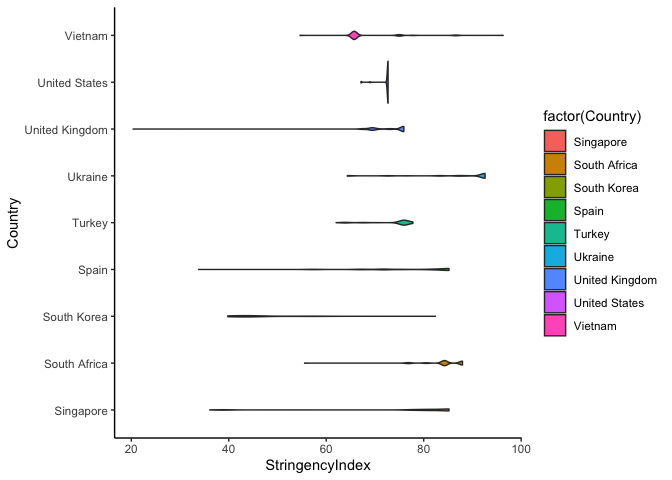 Vietnam
United States
United Kingdom
Ukraine
Turkey
Spain
South Korea
South Africa
Singapore
Country
20 40 60 80 100
StringencyIndex
factor(Country)
Singapore
South Africa
South Korea
Spain
Turkey
Ukraine
United Kingdom
United States
Vietnam